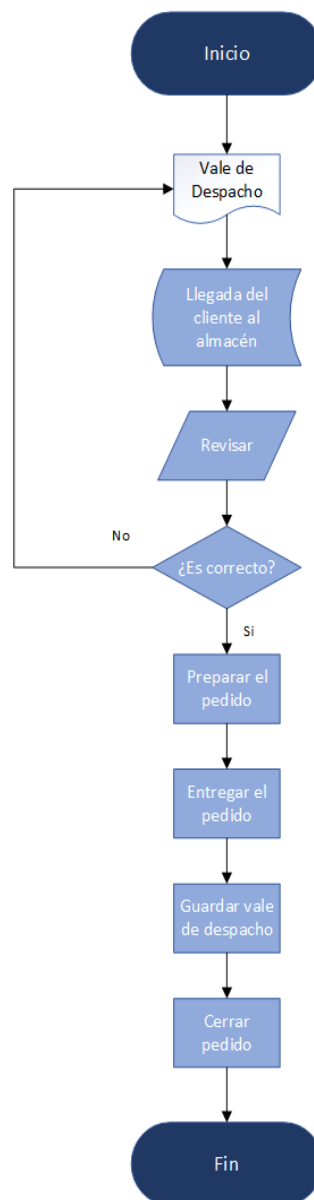 Inicio
Vale de
Despacho
Llegada del
cliente al
almacén
Revisar
No
¿Es correcto?
Si
Preparar el
pedido
Entregar el
pedido
Guardar vale
de despacho
Cerrar
pedido
Fin